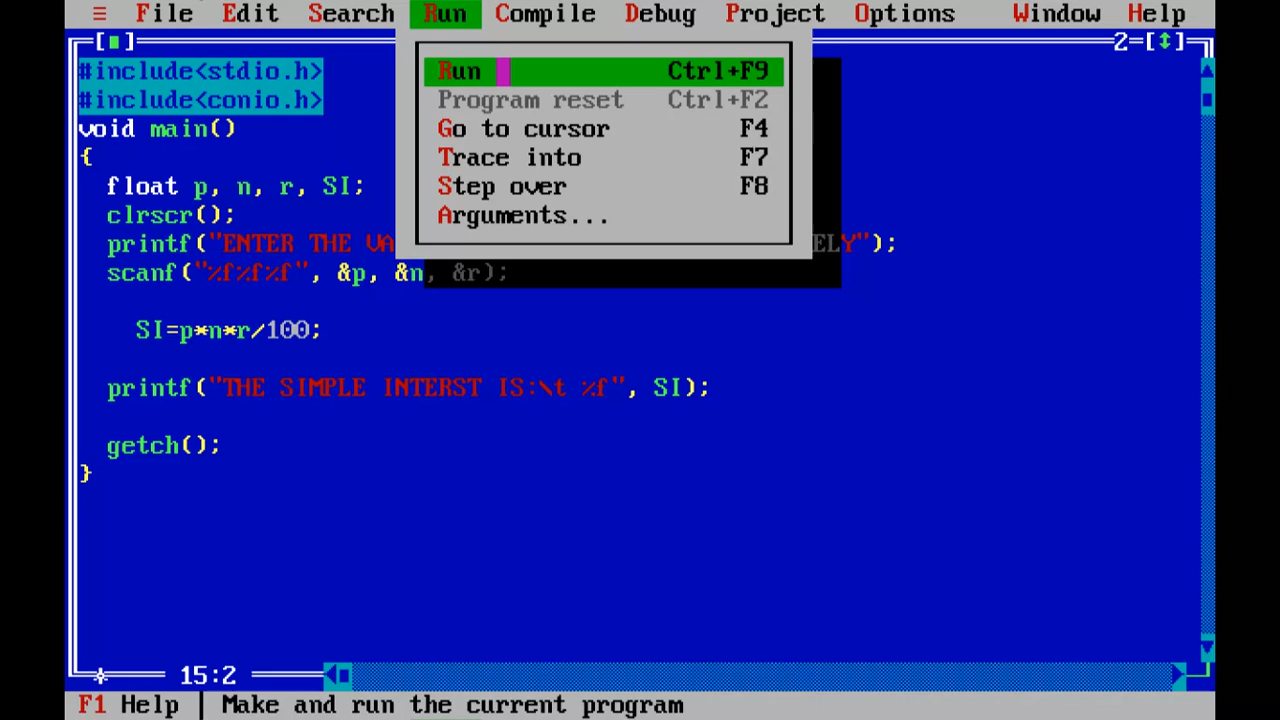 ≡ File Edit Search Run Compile Debug Project Options Window Help
[■] 2=[↕]
Run Ctrl+F9
Program reset Ctrl+F2
Go to cursor F4
Trace into F7
Step over F8
Arguments...
#include<stdio.h>
#include<conio.h>
void main()
{
float p, n, r, SI;
clrscr();
printf("ENTER THE VA ELY");
scanf("%f%f%f", &p, &n, &r);
SI=p*n*r/100;
printf("THE SIMPLE INTERST IS:\t %f", SI);
getch();
}
15:2
F1 Help │ Make and run the current program